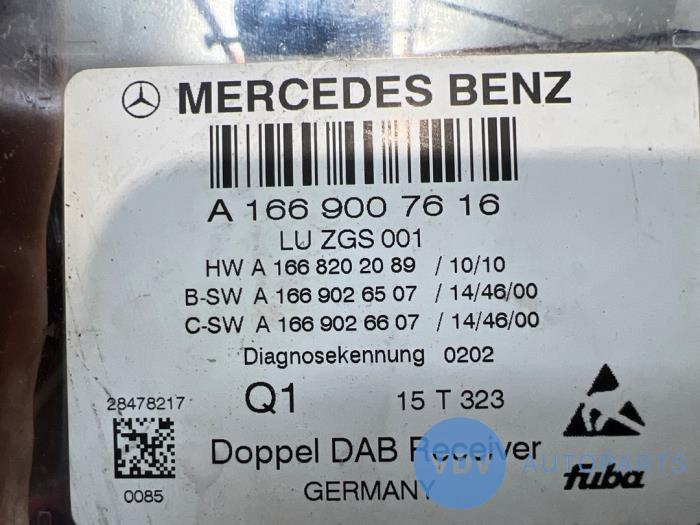 MERCEDES BENZ
A 166 900 76 16
LU ZGS 001
HW A 166 820 20 89 / 10/10
B-SW A 166 902 65 07 / 14/46/00
C-SW A 166 902 66 07 / 14/46/00
Diagnosekennung 0202
28478217 Q1 15 T 323
0085
Doppel DAB Receiver
GERMANY
fuba
VDV AUTOPARTS